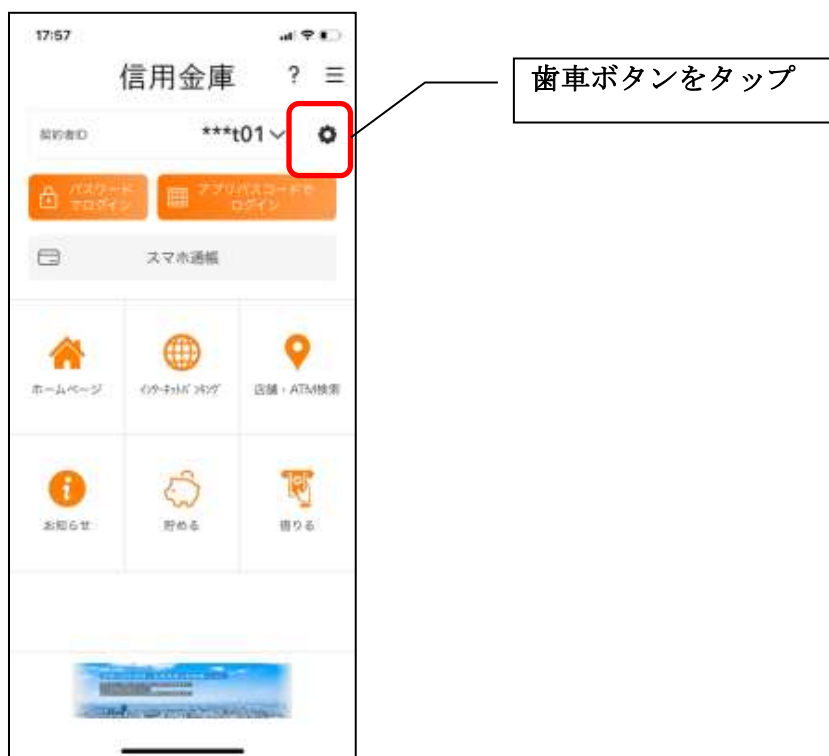 17:57
信用金庫 ? ☰
契約者ID ***t01
歯車ボタンをタップ
パスワード
でログイン
アプリパスコードで
ログイン
スマホ通帳
ホームページ
インターネットバンキング
店舗・ATM検索
お知らせ
貯める
借りる